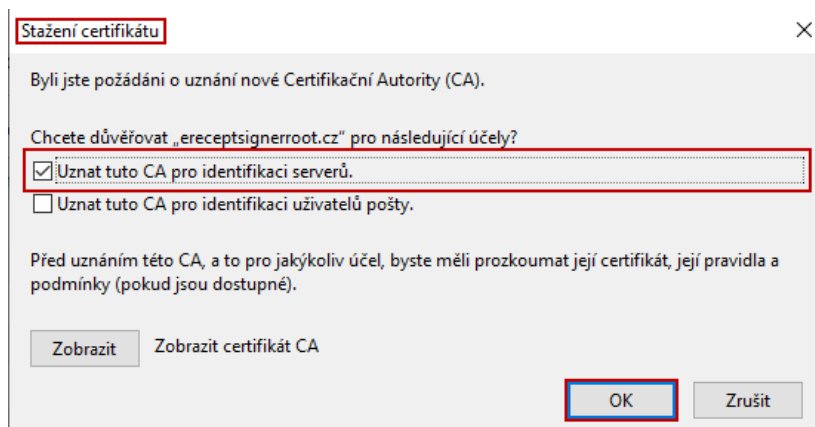 Stažení certifikátu
Byli jste požádáni o uznání nové Certifikační Autority (CA).
Chcete důvěřovat „ereceptsignerroot.cz" pro následující účely?
Uznat tuto CA pro identifikaci serverů.
Uznat tuto CA pro identifikaci uživatelů pošty.
Před uznáním této CA, a to pro jakýkoliv účel, byste měli prozkoumat její certifikát, její pravidla a
podmínky (pokud jsou dostupné).
Zobrazit Zobrazit certifikát CA
OK Zrušit